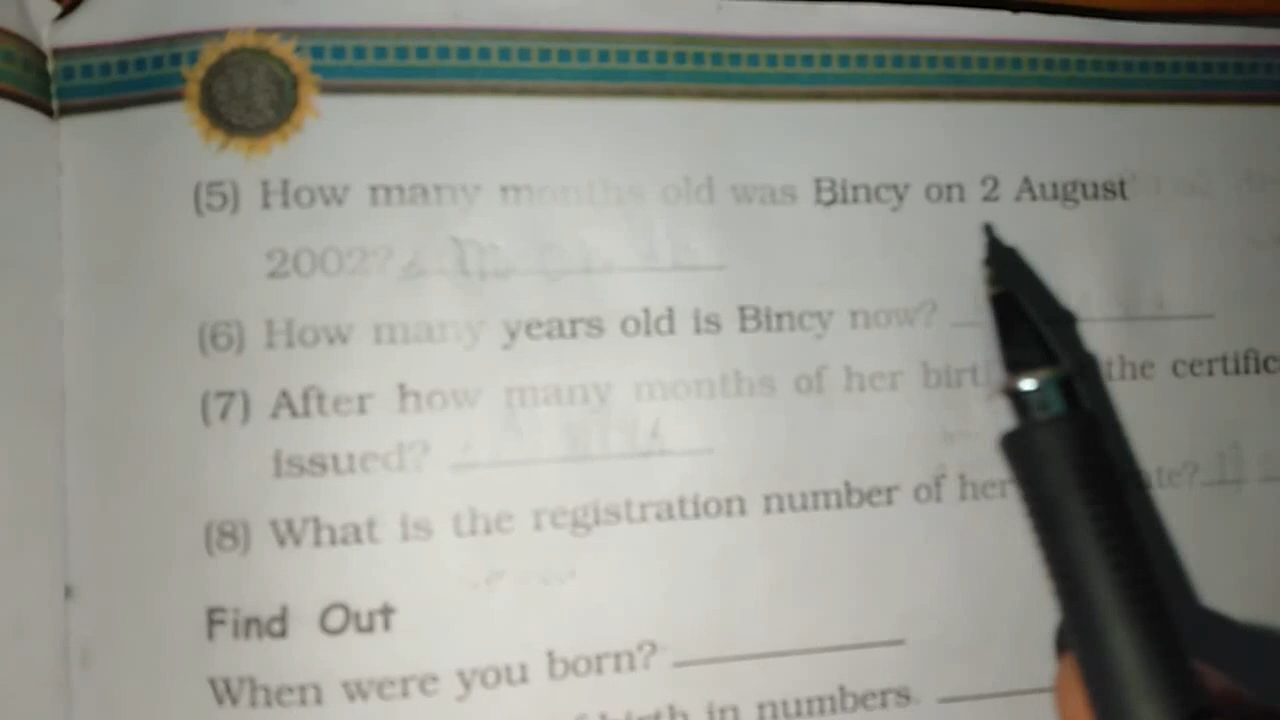 (5) How many months old was Bincy on 2 August
2002?
(6) How many years old is Bincy now?
(7) After how many months of her the certific
issued?
(8) What is the registration number of her
Find Out
When were you born?
in numbers.